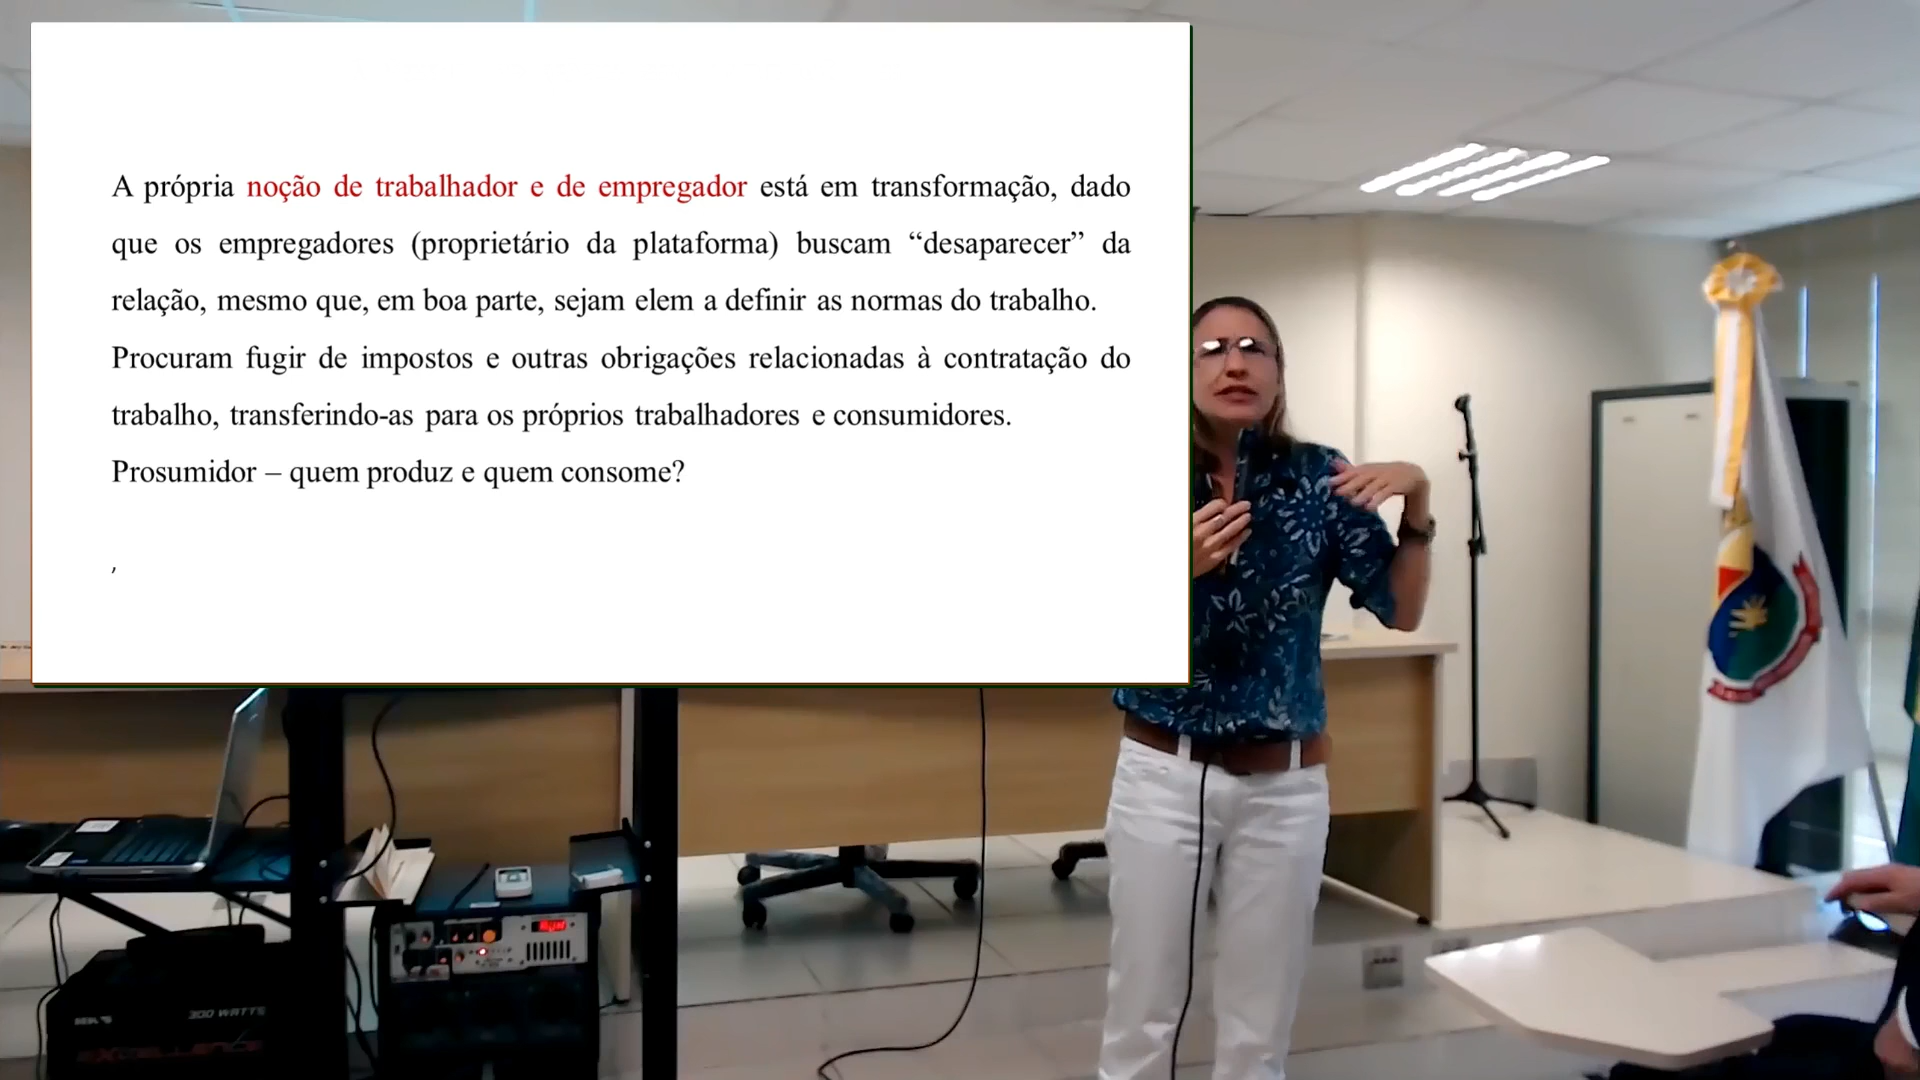 A própria noção de trabalhador e de empregador está em transformação, dado
que os empregadores (proprietário da plataforma) buscam “desaparecer” da
relação, mesmo que, em boa parte, sejam elem a definir as normas do trabalho.
Procuram fugir de impostos e outras obrigações relacionadas à contratação do
trabalho, transferindo-as para os próprios trabalhadores e consumidores.
Prosumidor – quem produz e quem consome?
,
300 WATTS